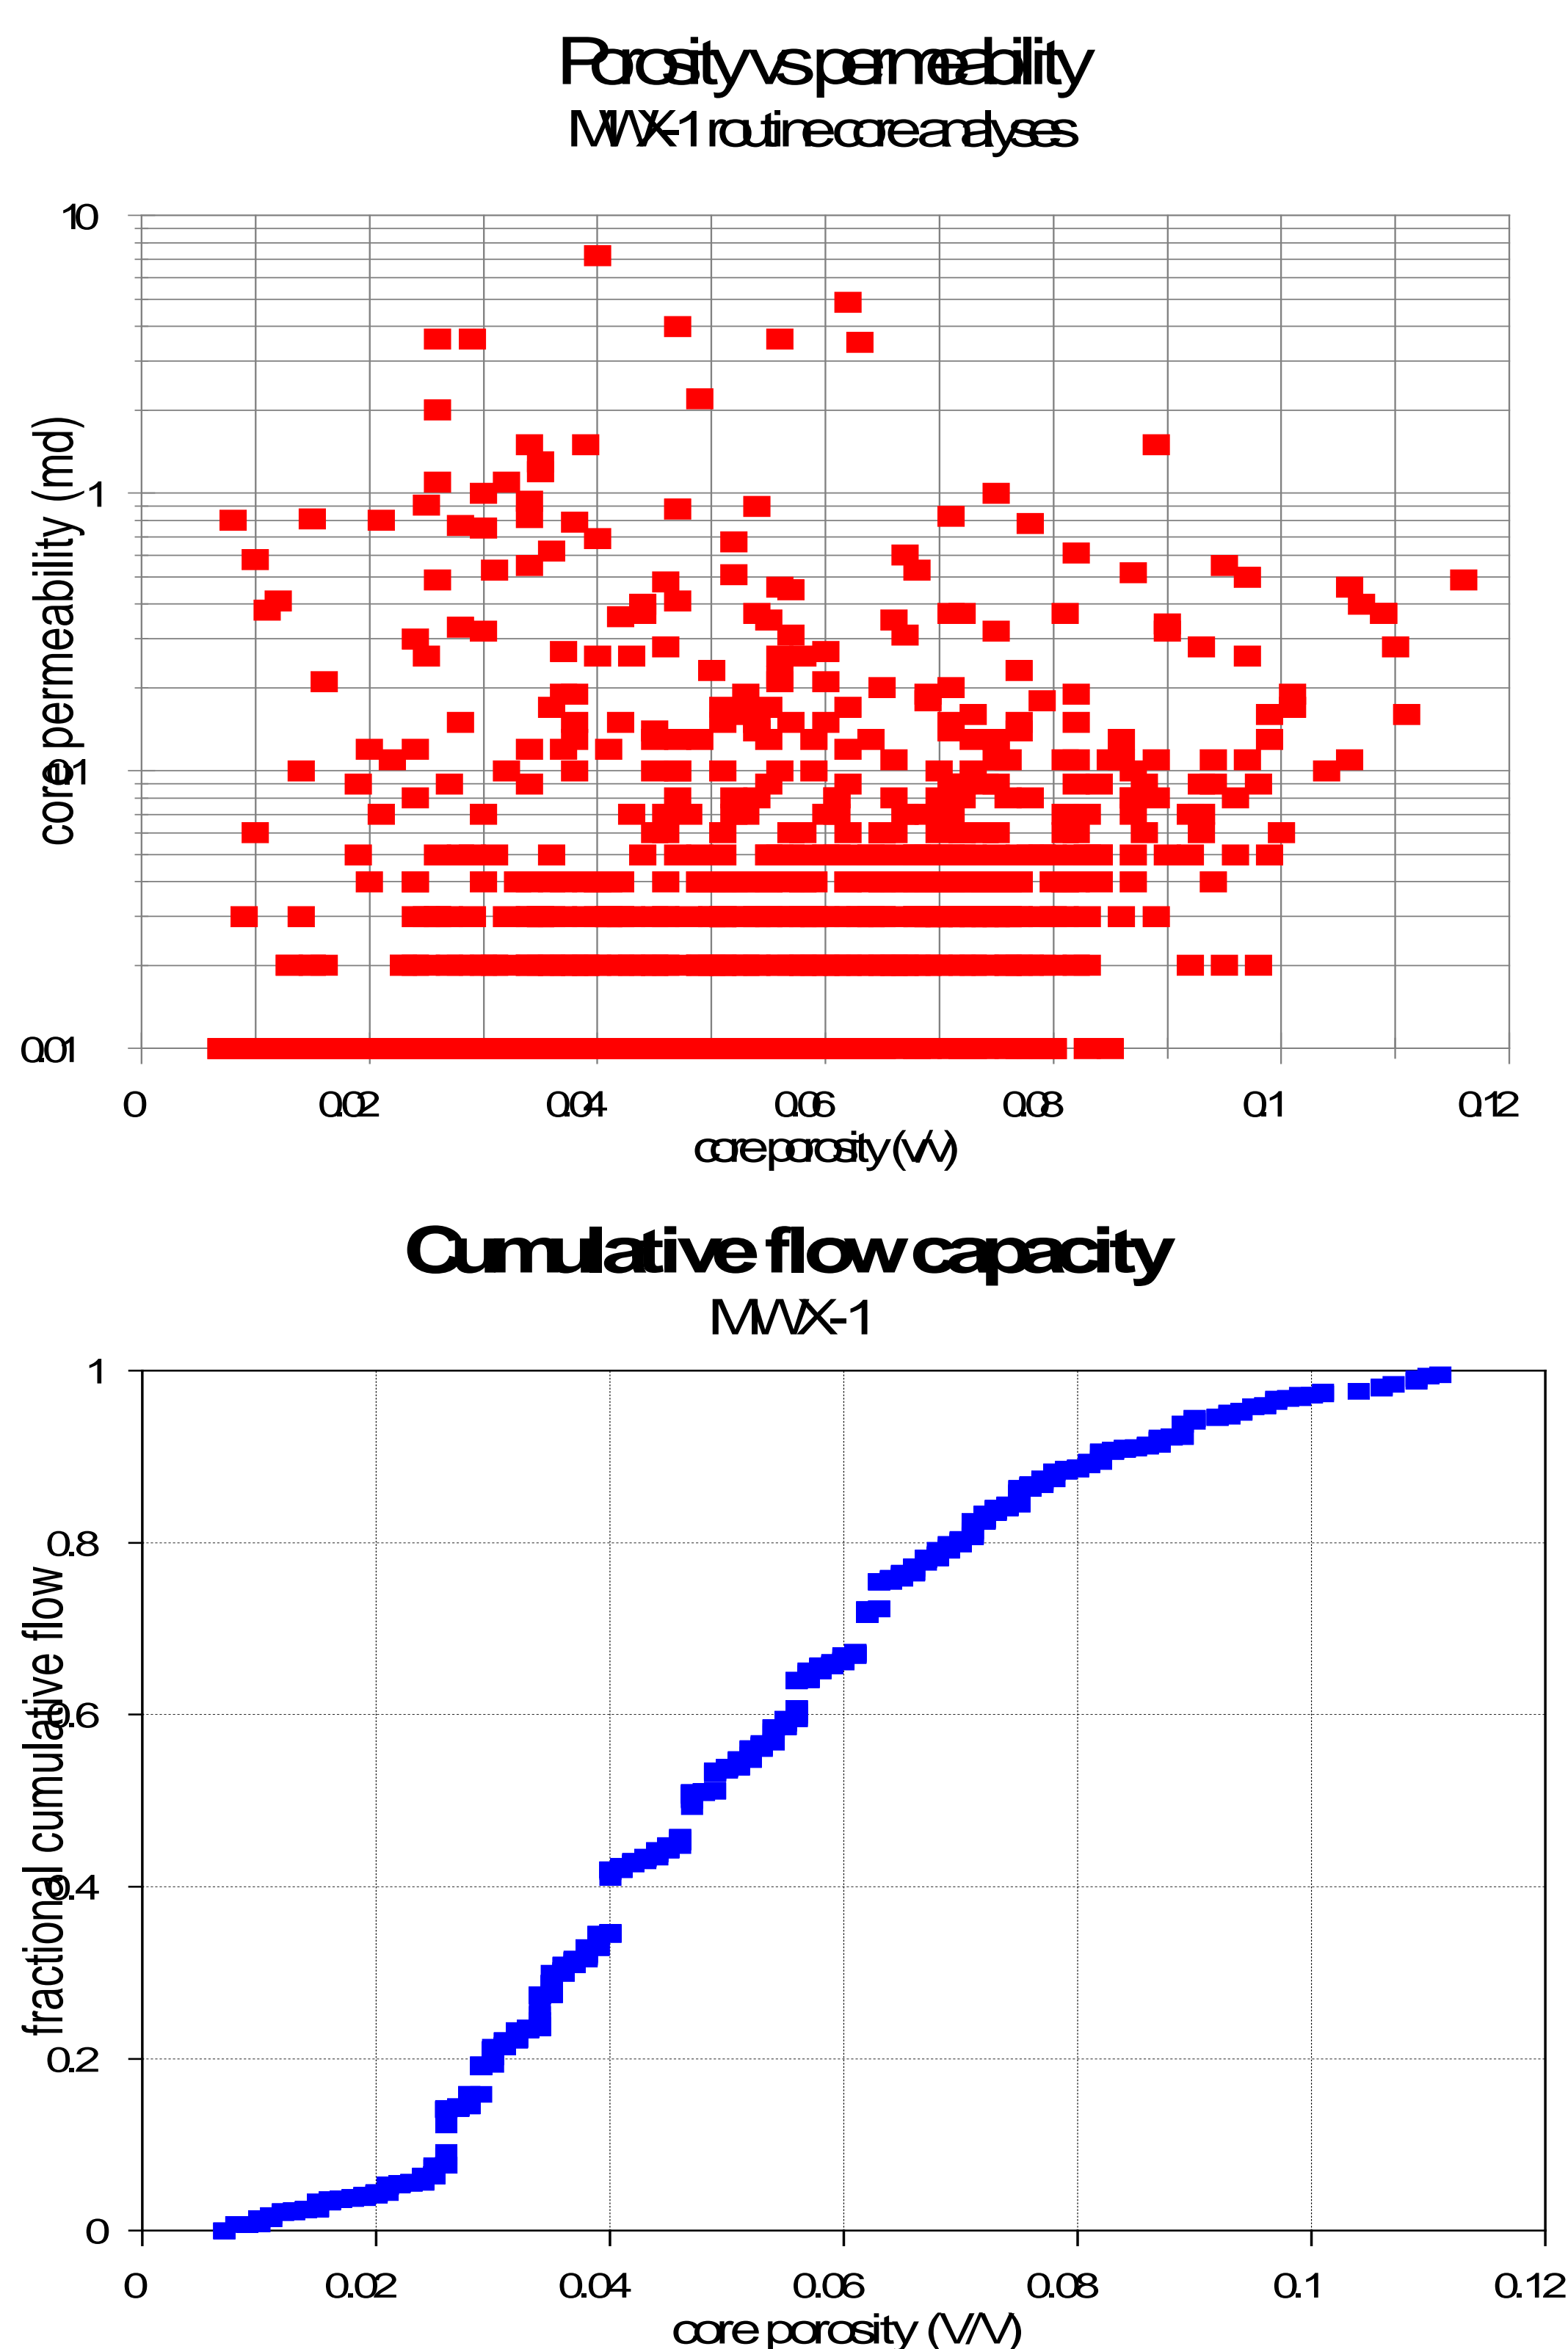 Porosity vs permeability
MWX-1 routine core analyses
10
1
0.1
0.01
core permeability (md)
0 0.02 0.04 0.06 0.08 0.1 0.12
core porosity (v/v)
Cumulative flow capacity
MWX-1
1
0.8
0.6
0.4
0.2
0
fractional cumulative flow
0 0.02 0.04 0.06 0.08 0.1 0.12
core porosity (V/V)